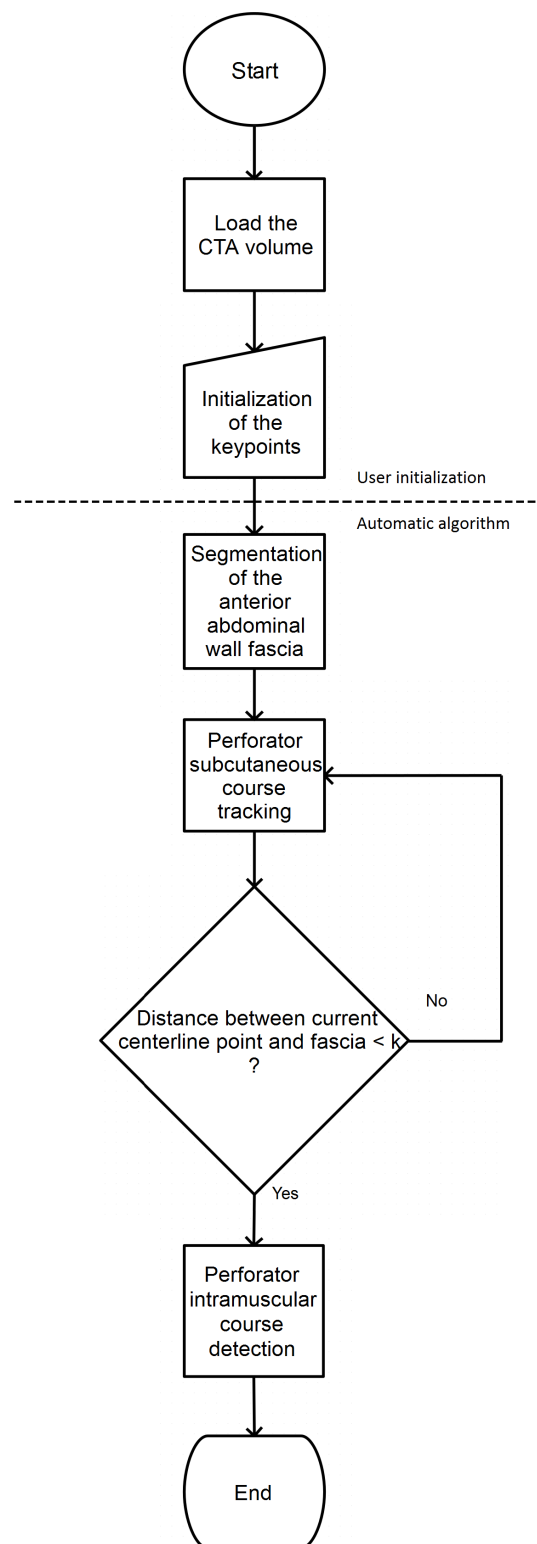 Start
Load the
CTA volume
Initialization
of the
keypoints
User initialization
Automatic algorithm
Segmentation
of the
anterior
abdominal
wall fascia
Perforator
subcutaneous
course
tracking
Distance between current
centerline point and fascia < k
?
No
Yes
Perforator
intramuscular
course
detection
End